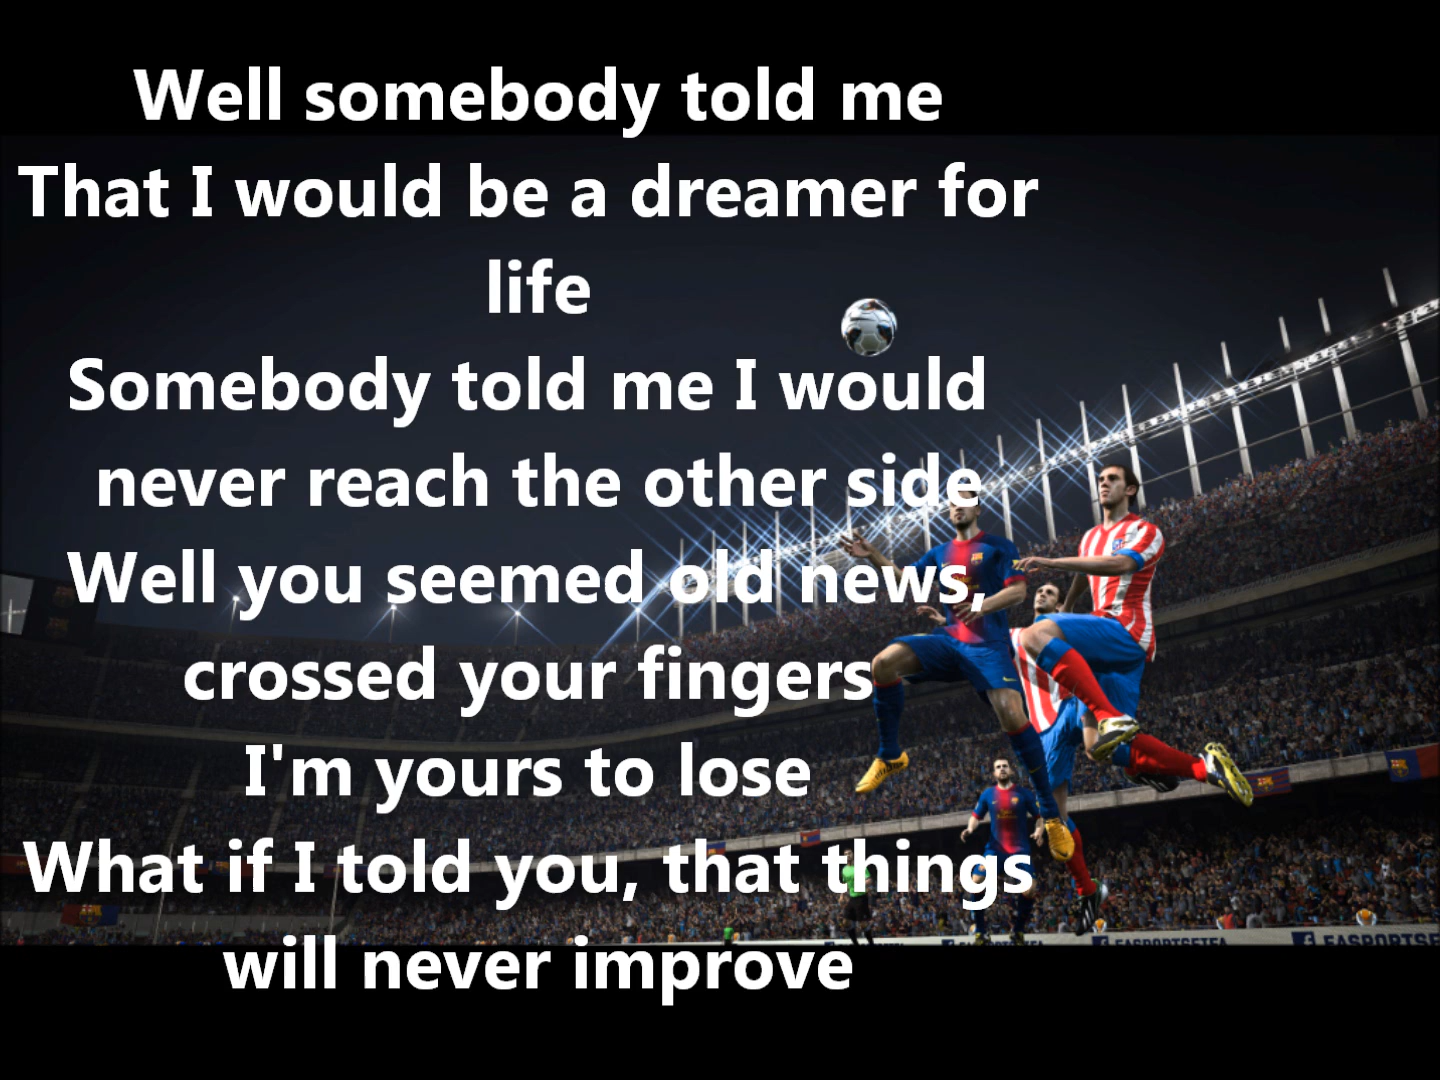 Well somebody told me
That I would be a dreamer for
life
Somebody told me I would
never reach the other side
Well you seemed old news,
crossed your fingers
I'm yours to lose
What if I told you, that things
will never improve
EASPORTSFIFA